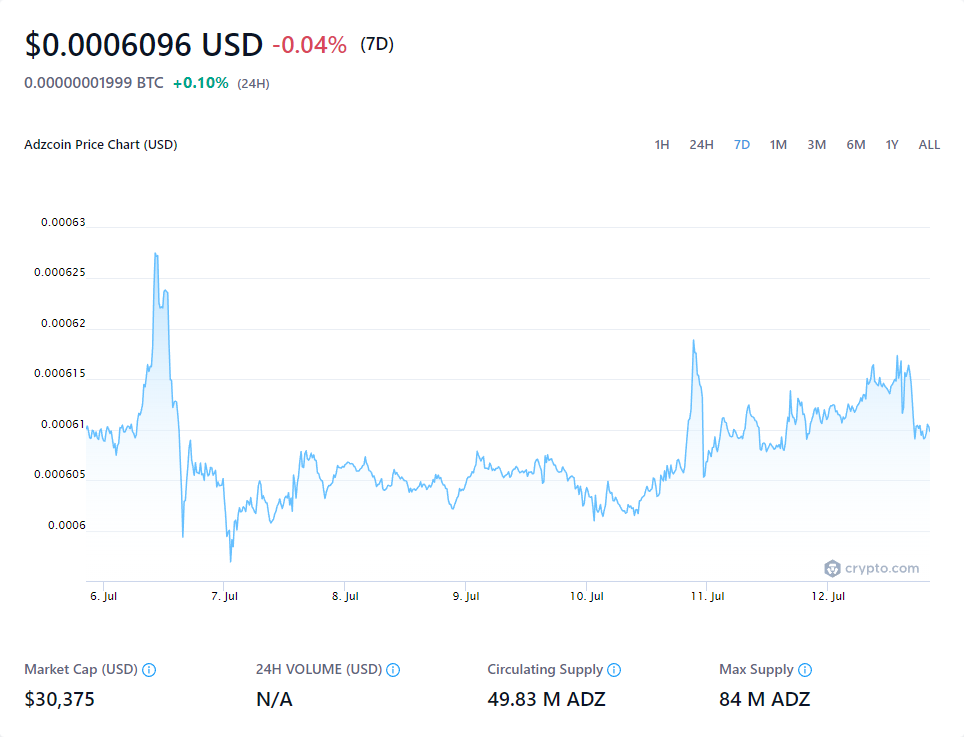 $0.0006096 USD -0.04% (7D)
0.00000001999 BTC +0.10% (24H)
Adzcoin Price Chart (USD) 1H 24H 7D 1M 3M 6M 1Y ALL
0.00063
0.000625
0.00062
0.000615
0.00061
0.000605
0.0006
crypto.com
6. Jul 7. Jul 8. Jul 9. Jul 10. Jul 11. Jul 12. Jul
Market Cap (USD) 24H VOLUME (USD) Circulating Supply Max Supply
$30,375 N/A 49.83 M ADZ 84 M ADZ